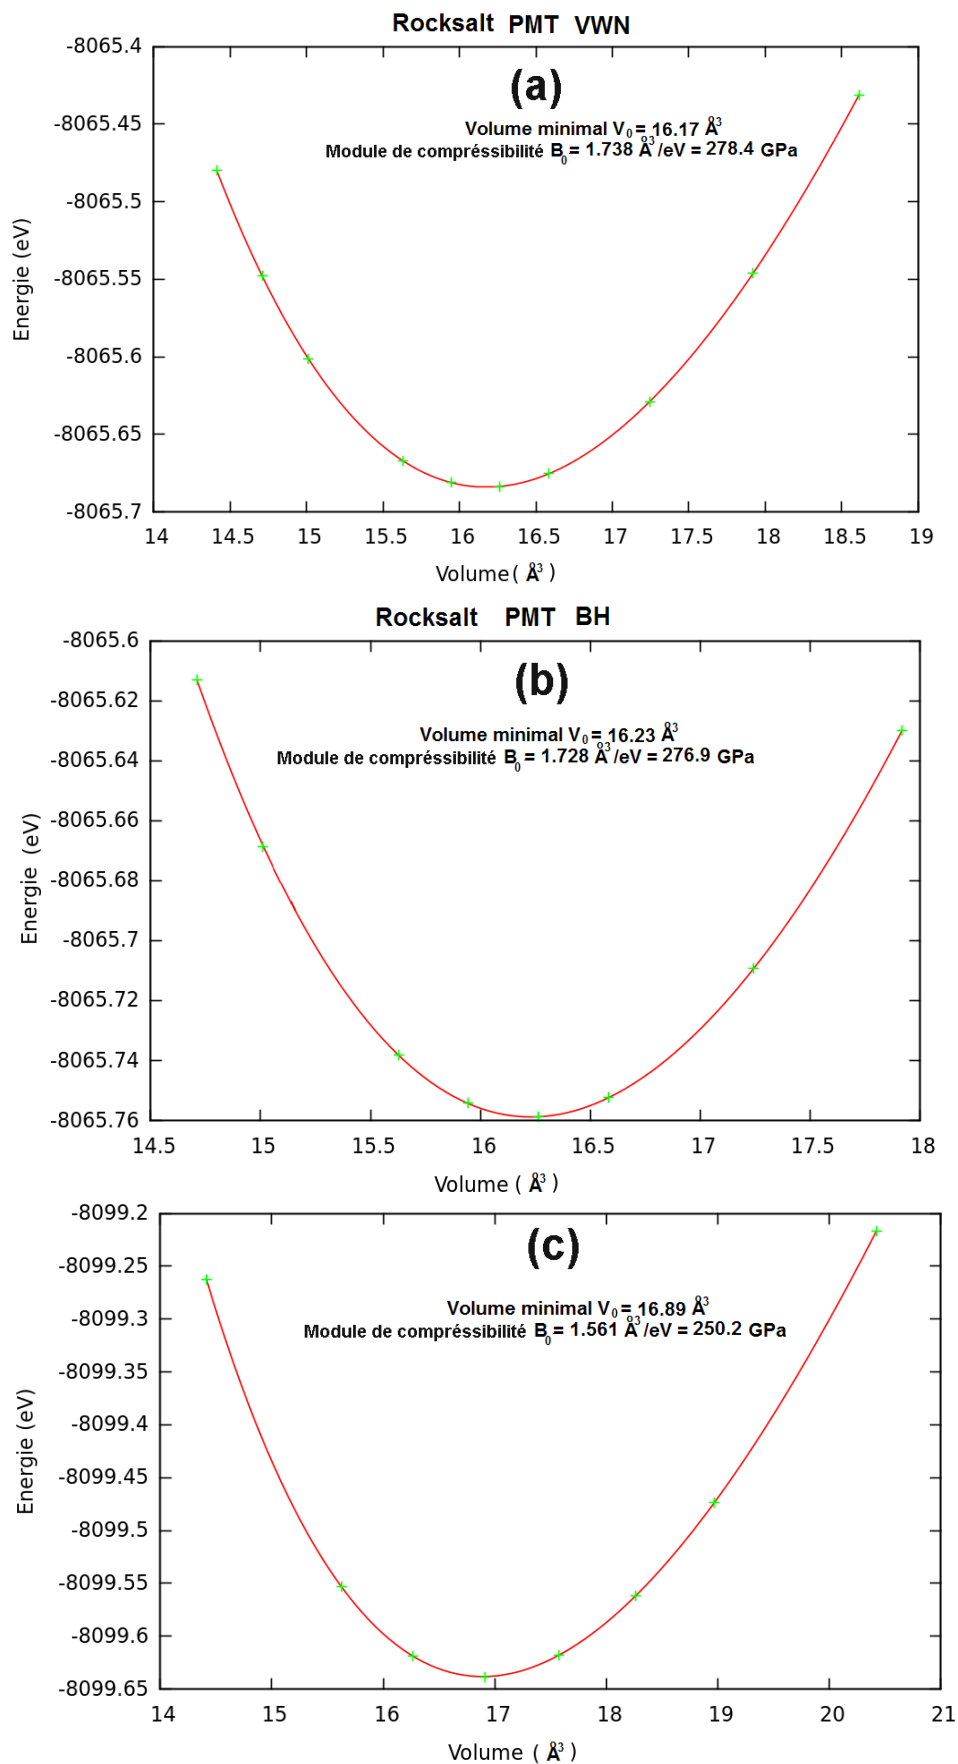 Rocksalt PMT VWN
(a)
Volume minimal V₀ = 16.17 Å³
Module de compréssibilité B₀ = 1.738 Å³/eV = 278.4 GPa
-8065.4
-8065.45
-8065.5
-8065.55
-8065.6
-8065.65
-8065.7
Energie (eV)
14 14.5 15 15.5 16 16.5 17 17.5 18 18.5 19
Volume ( Å³ )
Rocksalt PMT BH
(b)
Volume minimal V₀ = 16.23 Å³
Module de compréssibilité B₀ = 1.728 Å³/eV = 276.9 GPa
-8065.6
-8065.62
-8065.64
-8065.66
-8065.68
-8065.7
-8065.72
-8065.74
-8065.76
Energie (eV)
14.5 15 15.5 16 16.5 17 17.5 18
Volume ( Å³ )
(c)
Volume minimal V₀ = 16.89 Å³
Module de compréssibilité B₀ = 1.561 Å³/eV = 250.2 GPa
-8099.2
-8099.25
-8099.3
-8099.35
-8099.4
-8099.45
-8099.5
-8099.55
-8099.6
-8099.65
Energie (eV)
14 15 16 17 18 19 20 21
Volume ( Å³ )